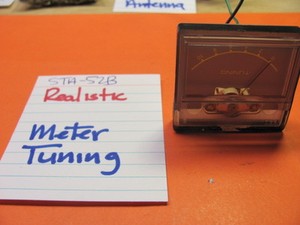 Antenna
STA-52B
Realistic
Meter
Tuning